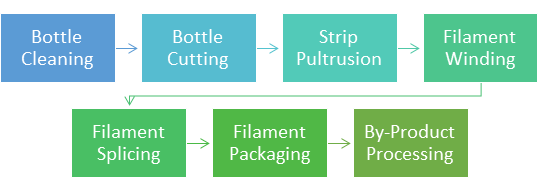 Bottle
Cleaning
Bottle
Cutting
Strip
Pultrusion
Filament
Winding
Filament
Splicing
Filament
Packaging
By-Product
Processing